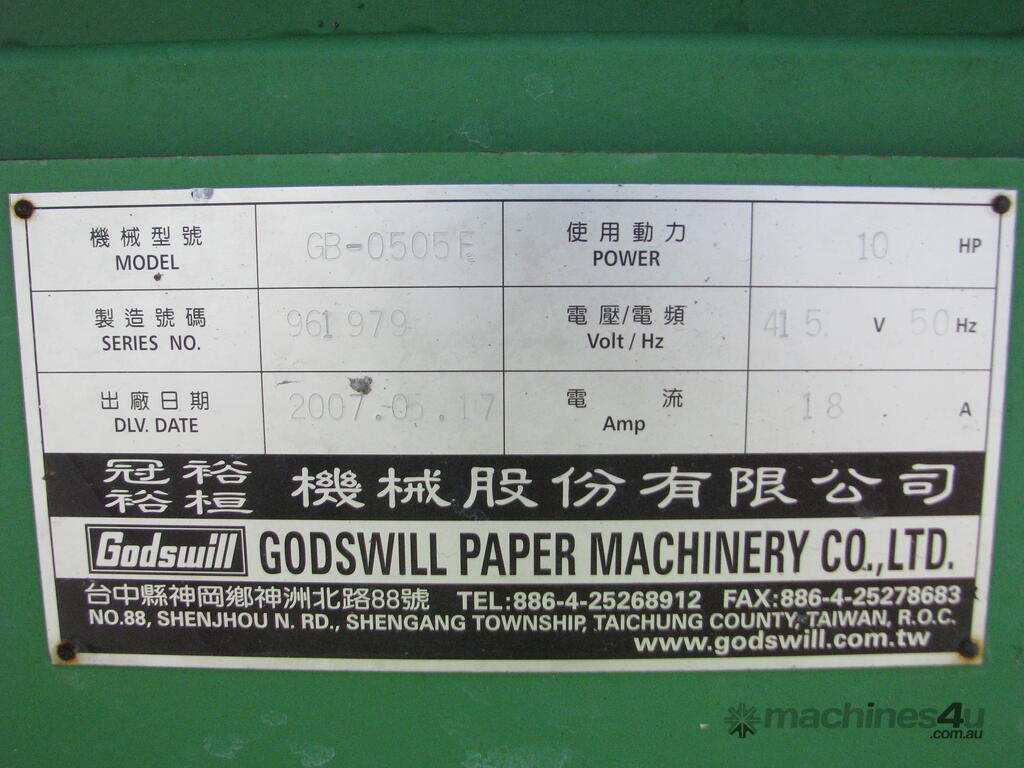 機械型號 GB-0505F 使用動力 10 HP
MODEL POWER
製造號碼 961979 電壓/電頻 415 V 50 Hz
SERIES NO. Volt / Hz
出廠日期 2007.05.17 電 流 18 A
DLV. DATE Amp
冠裕
裕桓 機械股份有限公司
Godswill GODSWILL PAPER MACHINERY CO.,LTD.
台中縣神岡鄉神洲北路88號 TEL:886-4-25268912 FAX:886-4-25278683
NO.88, SHENJHOU N. RD., SHENGANG TOWNSHIP, TAICHUNG COUNTY, TAIWAN, R.O.C.
www.godswill.com.tw
machines4u
.com.au